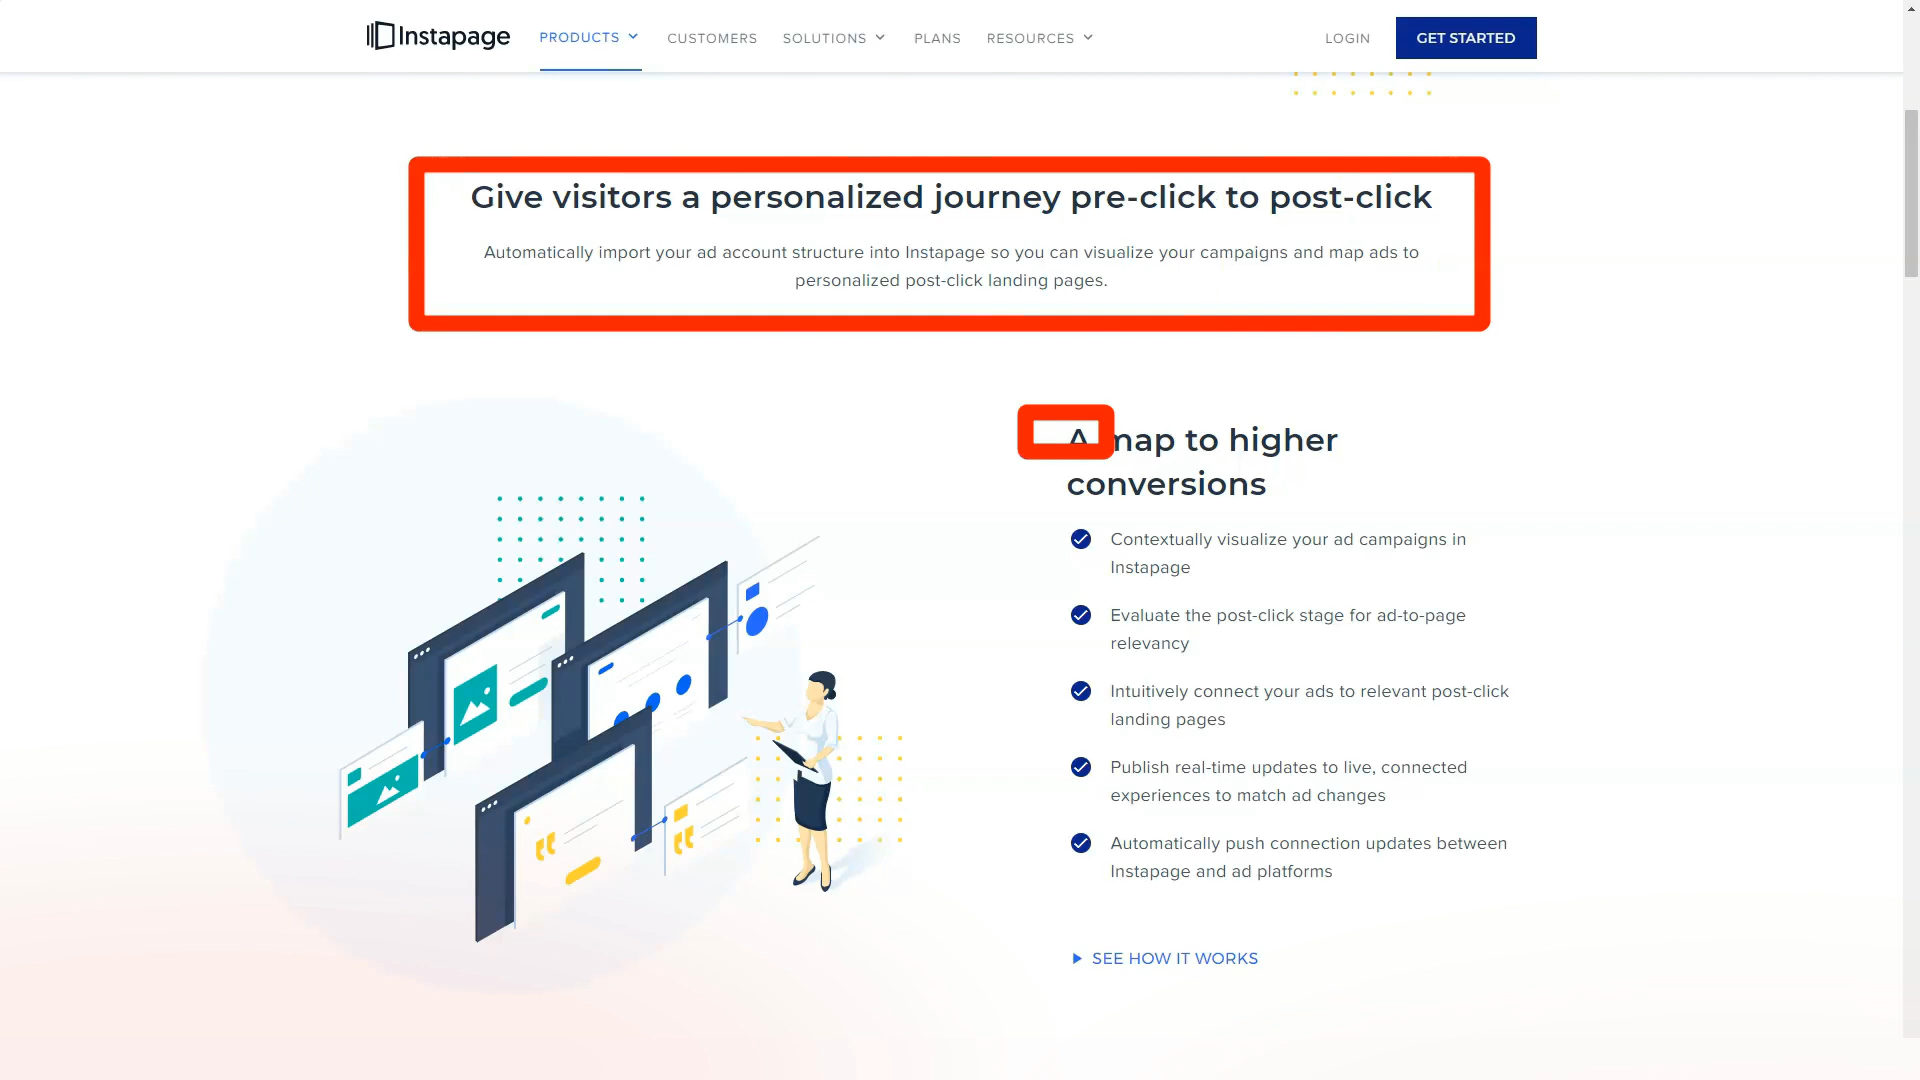 Instapage PRODUCTS CUSTOMERS SOLUTIONS PLANS RESOURCES LOGIN GET STARTED
Give visitors a personalized journey pre-click to post-click
Automatically import your ad account structure into Instapage so you can visualize your campaigns and map ads to
personalized post-click landing pages.
A map to higher
conversions
Contextually visualize your ad campaigns in
Instapage
Evaluate the post-click stage for ad-to-page
relevancy
Intuitively connect your ads to relevant post-click
landing pages
Publish real-time updates to live, connected
experiences to match ad changes
Automatically push connection updates between
Instapage and ad platforms
SEE HOW IT WORKS